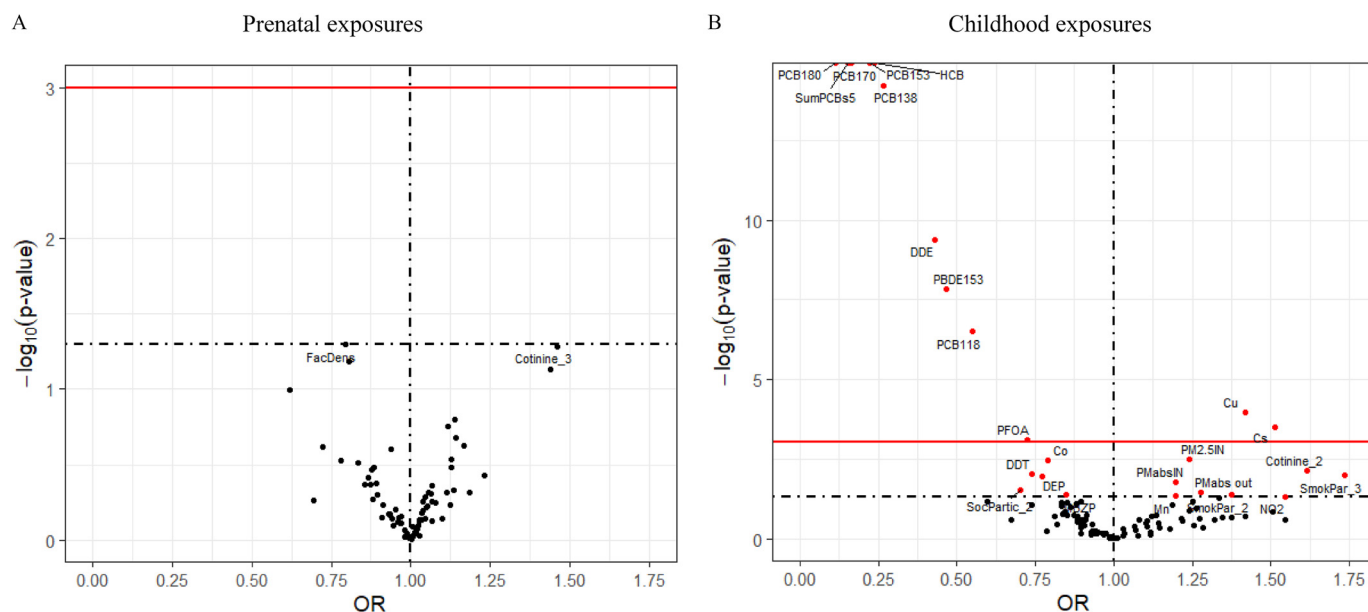 A Prenatal exposures
−log10(p-value)
3
2
1
0
FacDens
Cotinine_3
0.00 0.25 0.50 0.75 1.00 1.25 1.50 1.75
OR
B Childhood exposures
−log10(p-value)
10
5
0
PCB180 PCB170 PCB153 HCB
SumPCBs5 PCB138
DDE
PBDE153
PCB118
Cu
PFOA Cs
Co PM2.5IN
DDT PMabsIN Cotinine_2
DEP PMabs out SmokPar_3
SocPartic_2 Mn SmokPar_2 NO2
0.00 0.25 0.50 0.75 1.00 1.25 1.50 1.75
OR